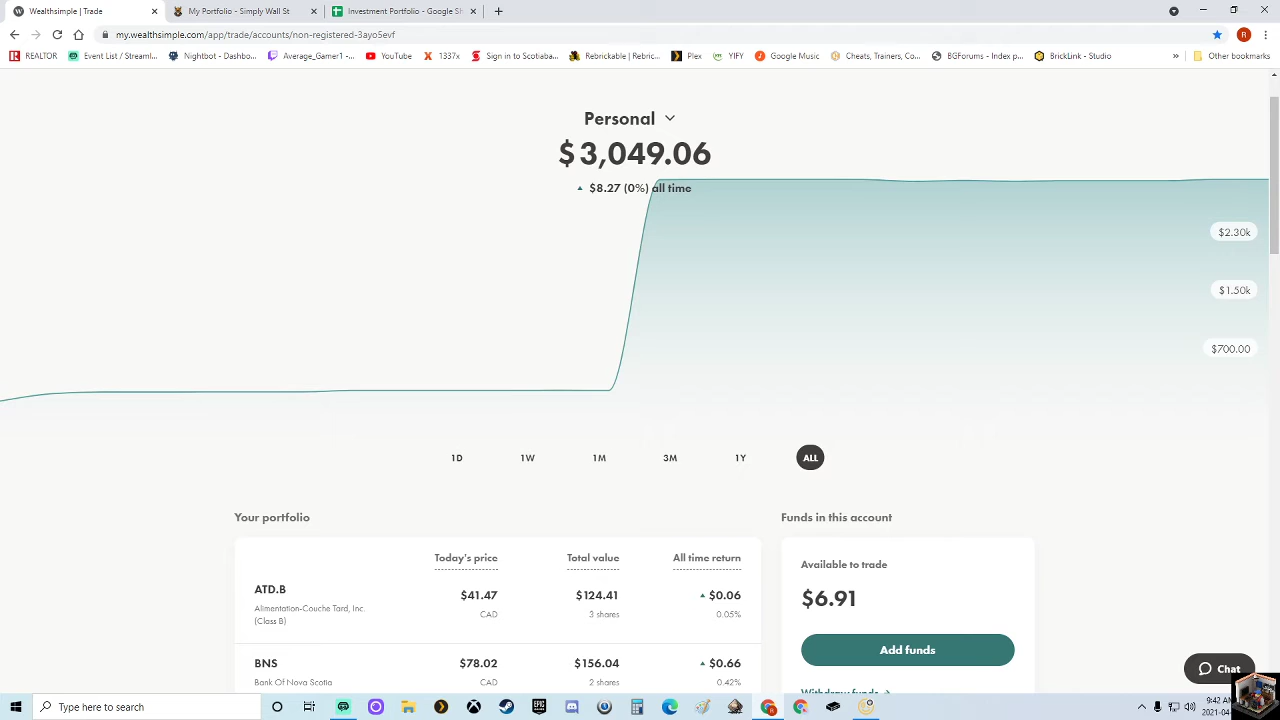 Wealthsimple | Trade
My Portfolio - Simply Wall St
Investment Portfolio - Google Sh
my.wealthsimple.com/app/trade/accounts/non-registered-3ayo5evf
REALTOR
Event List / Streaml...
Nightbot - Dashbo...
Average_Gamer1 -...
YouTube
1337x
Sign in to Scotiaba...
Rebrickable | Rebric...
Plex
YIFY
Google Music
Cheats, Trainers, Co...
BGForums - Index p...
BrickLink - Studio
»
Other bookmarks
Personal
$3,049.06
$8.27 (0%) all time
$2.30k
$1.50k
$700.00
1D
1W
1M
3M
1Y
ALL
Your portfolio
Funds in this account
Today's price
Total value
All time return
Available to trade
ATD.B
$41.47
$124.41
$0.06
$6.91
Alimentation-Couche Tard, Inc.
(Class B)
CAD
3 shares
0.05%
Add funds
BNS
$78.02
$156.04
$0.66
Chat
Bank Of Nova Scotia
CAD
2 shares
0.42%
Withdraw funds
Type here to search
9:42 AM
2021-04